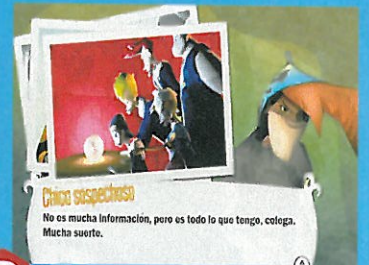 Chico sospechoso
No es mucha información, pero es todo lo que tengo, colega.
Mucha suerte.
A